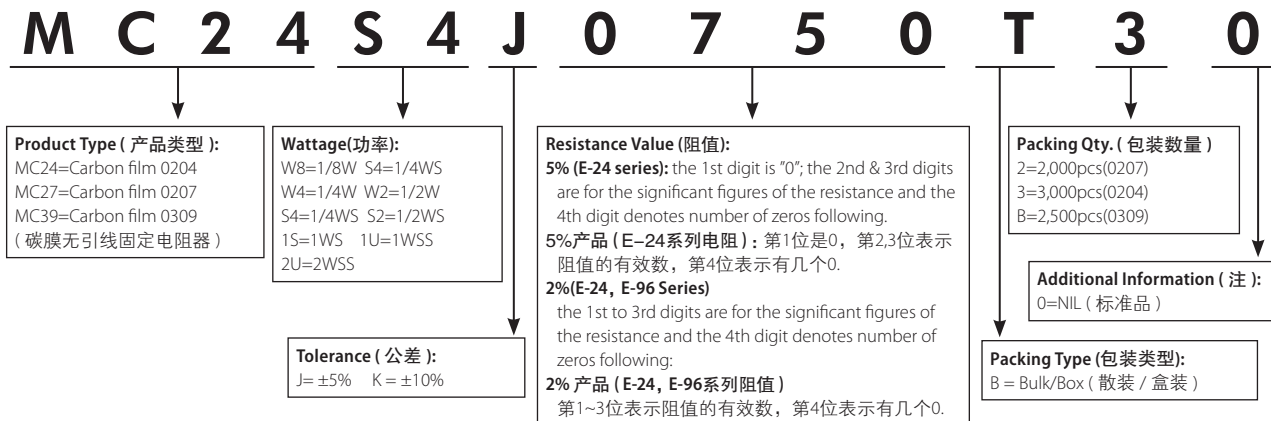 M C 2 4 S 4 J 0 7 5 0 T 3 0
Product Type ( 产品类型 ):
MC24=Carbon film 0204
MC27=Carbon film 0207
MC39=Carbon film 0309
( 碳膜无引线固定电阻器 )
Wattage(功率):
W8=1/8W S4=1/4WS
W4=1/4W W2=1/2W
S4=1/4WS S2=1/2WS
1S=1WS 1U=1WSS
2U=2WSS
Tolerance ( 公差 ):
J= ±5% K = ±10%
Resistance Value (阻值):
5% (E-24 series): the 1st digit is "0"; the 2nd & 3rd digits
are for the significant figures of the resistance and the
4th digit denotes number of zeros following.
5%产品 ( E–24系列电阻 ) : 第1位是0，第2,3位表示
阻值的有效数，第4位表示有几个0.
2%(E-24, E-96 Series)
the 1st to 3rd digits are for the significant figures of
the resistance and the 4th digit denotes number of
zeros following:
2% 产品 ( E-24, E-96系列阻值 )
第1~3位表示阻值的有效数，第4位表示有几个0.
Packing Qty. ( 包装数量 )
2=2,000pcs(0207)
3=3,000pcs(0204)
B=2,500pcs(0309)
Additional Information ( 注 ):
0=NIL ( 标准品 )
Packing Type (包装类型):
B = Bulk/Box ( 散装 / 盒装 )